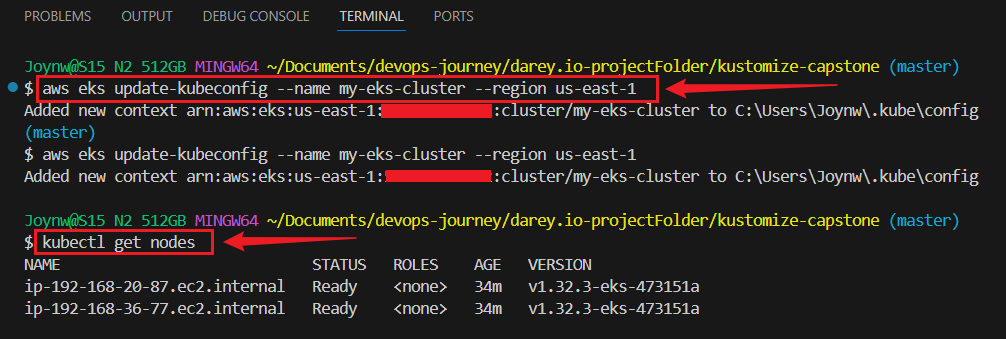 PROBLEMS OUTPUT DEBUG CONSOLE TERMINAL PORTS
Joynw@S15 N2 512GB MINGW64 ~/Documents/devops-journey/darey.io-projectFolder/kustomize-capstone (master)
$ aws eks update-kubeconfig --name my-eks-cluster --region us-east-1
Added new context arn:aws:eks:us-east-1: :cluster/my-eks-cluster to C:\Users\Joynw\.kube\config
(master)
$ aws eks update-kubeconfig --name my-eks-cluster --region us-east-1
Added new context arn:aws:eks:us-east-1: :cluster/my-eks-cluster to C:\Users\Joynw\.kube\config
Joynw@S15 N2 512GB MINGW64 ~/Documents/devops-journey/darey.io-projectFolder/kustomize-capstone (master)
$ kubectl get nodes
NAME STATUS ROLES AGE VERSION
ip-192-168-20-87.ec2.internal Ready <none> 34m v1.32.3-eks-473151a
ip-192-168-36-77.ec2.internal Ready <none> 34m v1.32.3-eks-473151a